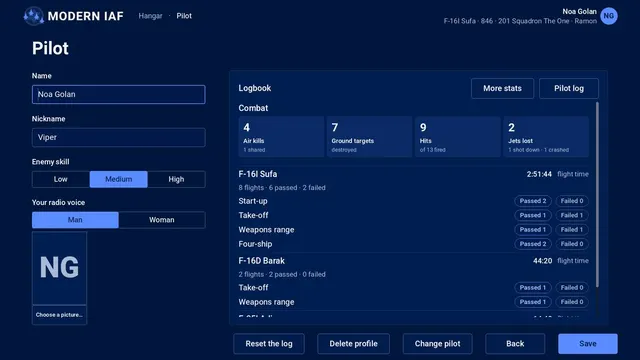 MODERN IAF
Hangar · Pilot
Noa Golan
F-16I Sufa · 846 · 201 Squadron The One · Ramon
NG
Pilot
Name
Noa Golan
Nickname
Viper
Enemy skill
Low Medium High
Your radio voice
Man Woman
NG
Choose a picture...
Logbook
More stats
Pilot log
Combat
4
Air kills
1 shared
7
Ground targets
destroyed
9
Hits
of 13 fired
2
Jets lost
1 shot down · 1 crashed
F-16I Sufa 2:51:44 flight time
8 flights · 6 passed · 2 failed
Start-up Passed 2 Failed 0
Take-off Passed 1 Failed 1
Weapons range Passed 1 Failed 1
Four-ship Passed 2 Failed 0
F-16D Barak 44:20 flight time
2 flights · 2 passed · 0 failed
Take-off Passed 1 Failed 0
Weapons range Passed 1 Failed 0
Reset the log
Delete profile
Change pilot
Back
Save